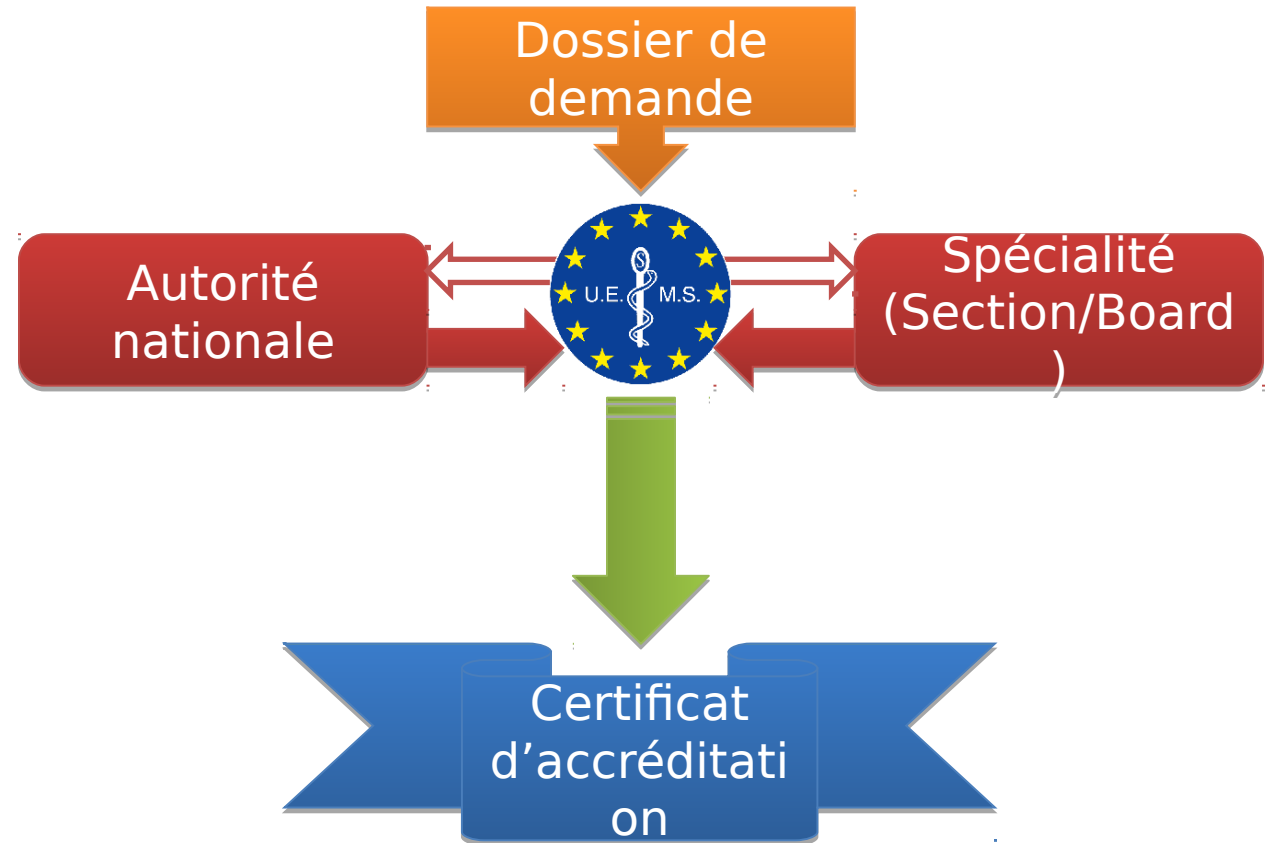 Dossier de
demande
Autorité
nationale
U.E.
S
M.S.
Spécialité
(Section/Board
)
Certificat
d’accréditati
on